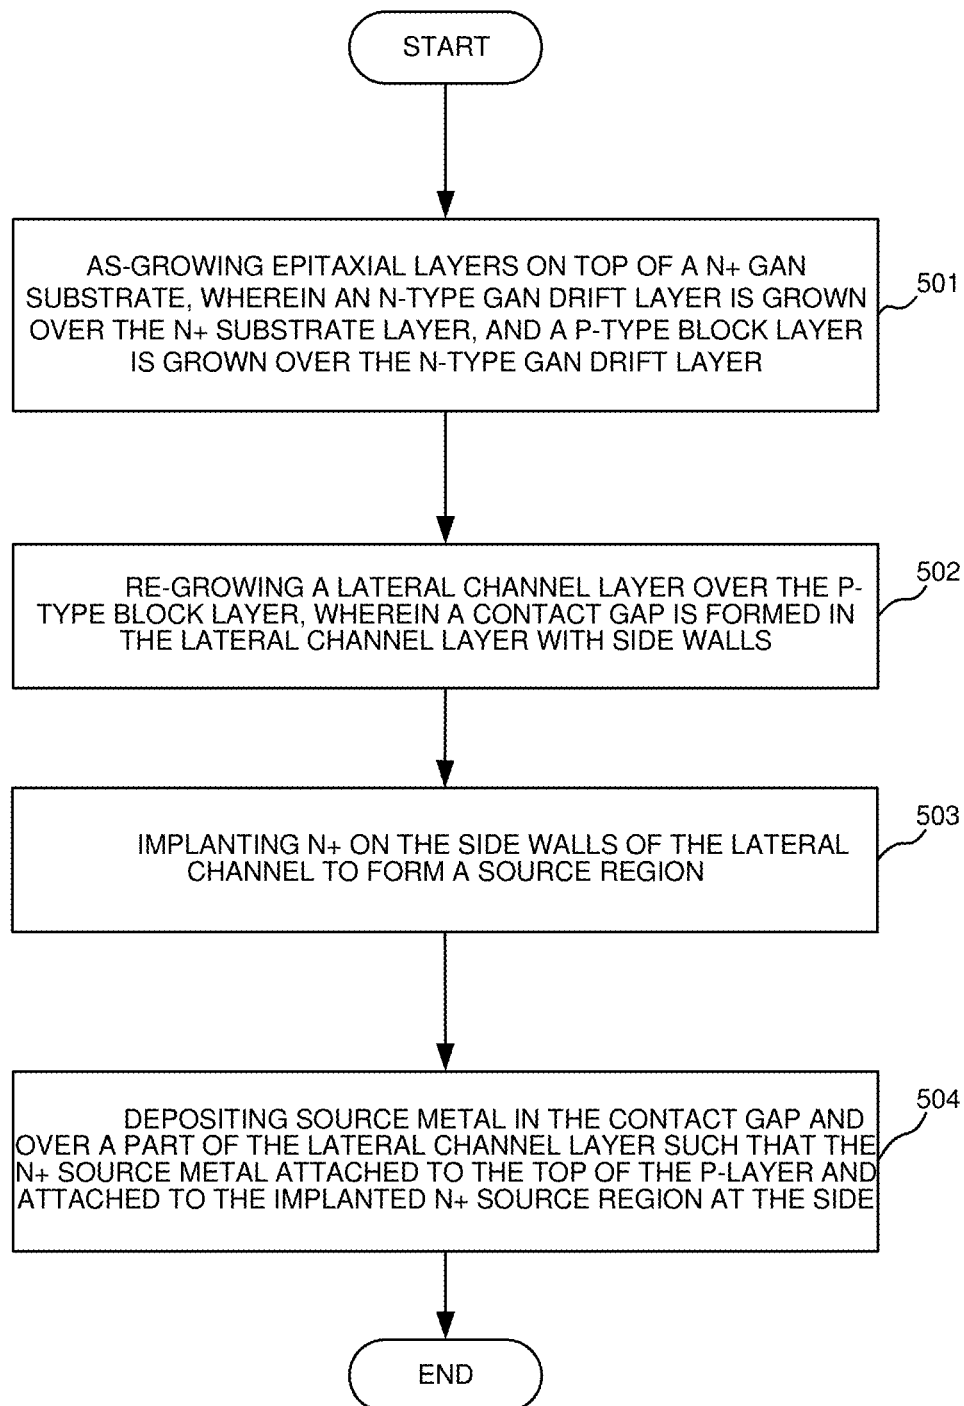 START
AS-GROWING EPITAXIAL LAYERS ON TOP OF A N+ GAN
SUBSTRATE, WHEREIN AN N-TYPE GAN DRIFT LAYER IS GROWN
OVER THE N+ SUBSTRATE LAYER, AND A P-TYPE BLOCK LAYER
IS GROWN OVER THE N-TYPE GAN DRIFT LAYER
501
RE-GROWING A LATERAL CHANNEL LAYER OVER THE P-
TYPE BLOCK LAYER, WHEREIN A CONTACT GAP IS FORMED IN
THE LATERAL CHANNEL LAYER WITH SIDE WALLS
502
IMPLANTING N+ ON THE SIDE WALLS OF THE LATERAL
CHANNEL TO FORM A SOURCE REGION
503
DEPOSITING SOURCE METAL IN THE CONTACT GAP AND
OVER A PART OF THE LATERAL CHANNEL LAYER SUCH THAT THE
N+ SOURCE METAL ATTACHED TO THE TOP OF THE P-LAYER AND
ATTACHED TO THE IMPLANTED N+ SOURCE REGION AT THE SIDE
504
END